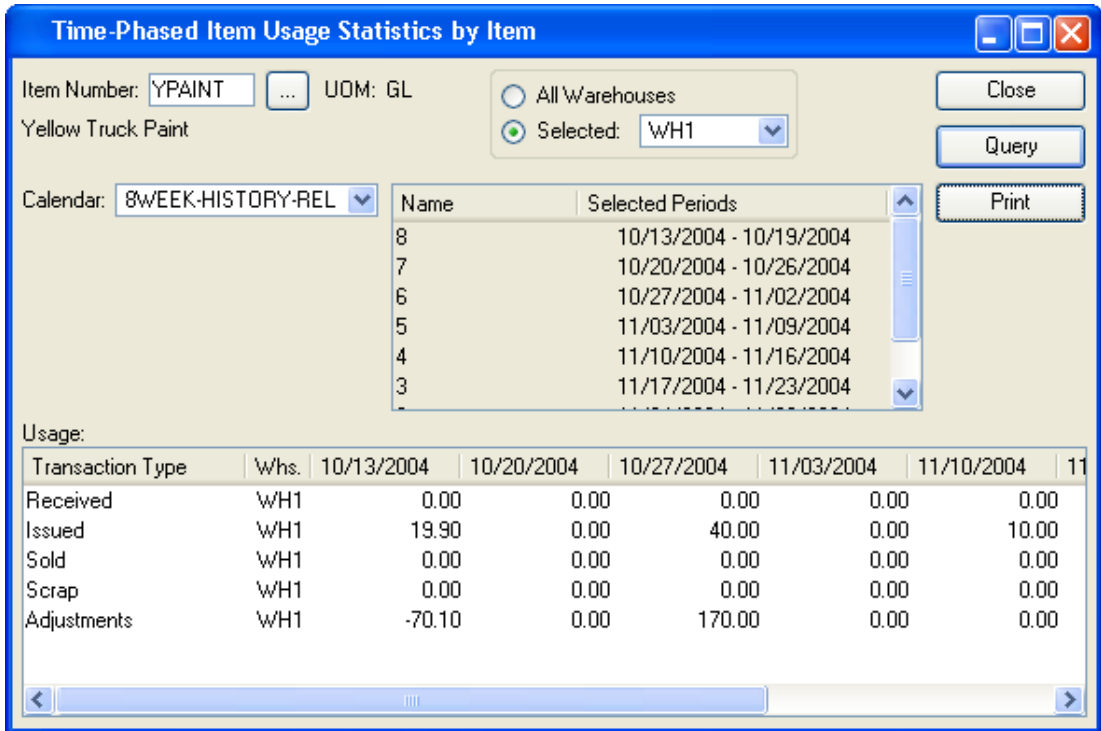 Time-Phased Item Usage Statistics by Item
Item Number: YPAINT ... UOM: GL
Yellow Truck Paint
All Warehouses
Selected: WH1
Close
Query
Print
Calendar: 8WEEK-HISTORY-REL
Name Selected Periods
8 10/13/2004 - 10/19/2004
7 10/20/2004 - 10/26/2004
6 10/27/2004 - 11/02/2004
5 11/03/2004 - 11/09/2004
4 11/10/2004 - 11/16/2004
3 11/17/2004 - 11/23/2004
Usage:
Transaction Type Whs. 10/13/2004 10/20/2004 10/27/2004 11/03/2004 11/10/2004 11
Received WH1 0.00 0.00 0.00 0.00 0.00
Issued WH1 19.90 0.00 40.00 0.00 10.00
Sold WH1 0.00 0.00 0.00 0.00 0.00
Scrap WH1 0.00 0.00 0.00 0.00 0.00
Adjustments WH1 -70.10 0.00 170.00 0.00 0.00